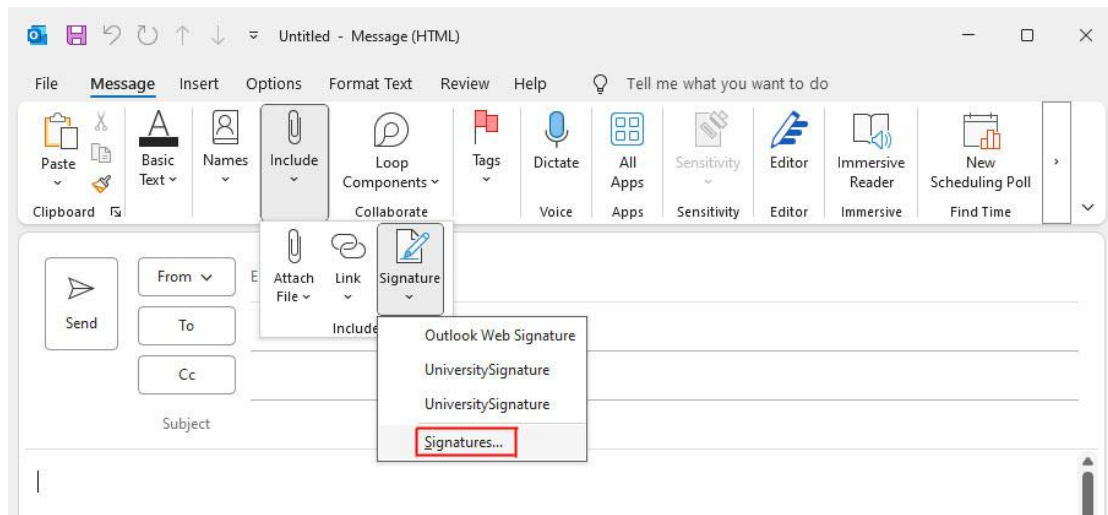 Untitled - Message (HTML)
File Message Insert Options Format Text Review Help Tell me what you want to do
Paste
Basic Text
Names
Include
Loop Components
Tags
Dictate
All Apps
Sensitivity
Editor
Immersive Reader
New Scheduling Poll
Clipboard Collaborate Voice Apps Sensitivity Editor Immersive Find Time
Attach File
Link
Signature
Include
Outlook Web Signature
UniversitySignature
UniversitySignature
Signatures...
Send
From
To
Cc
Subject